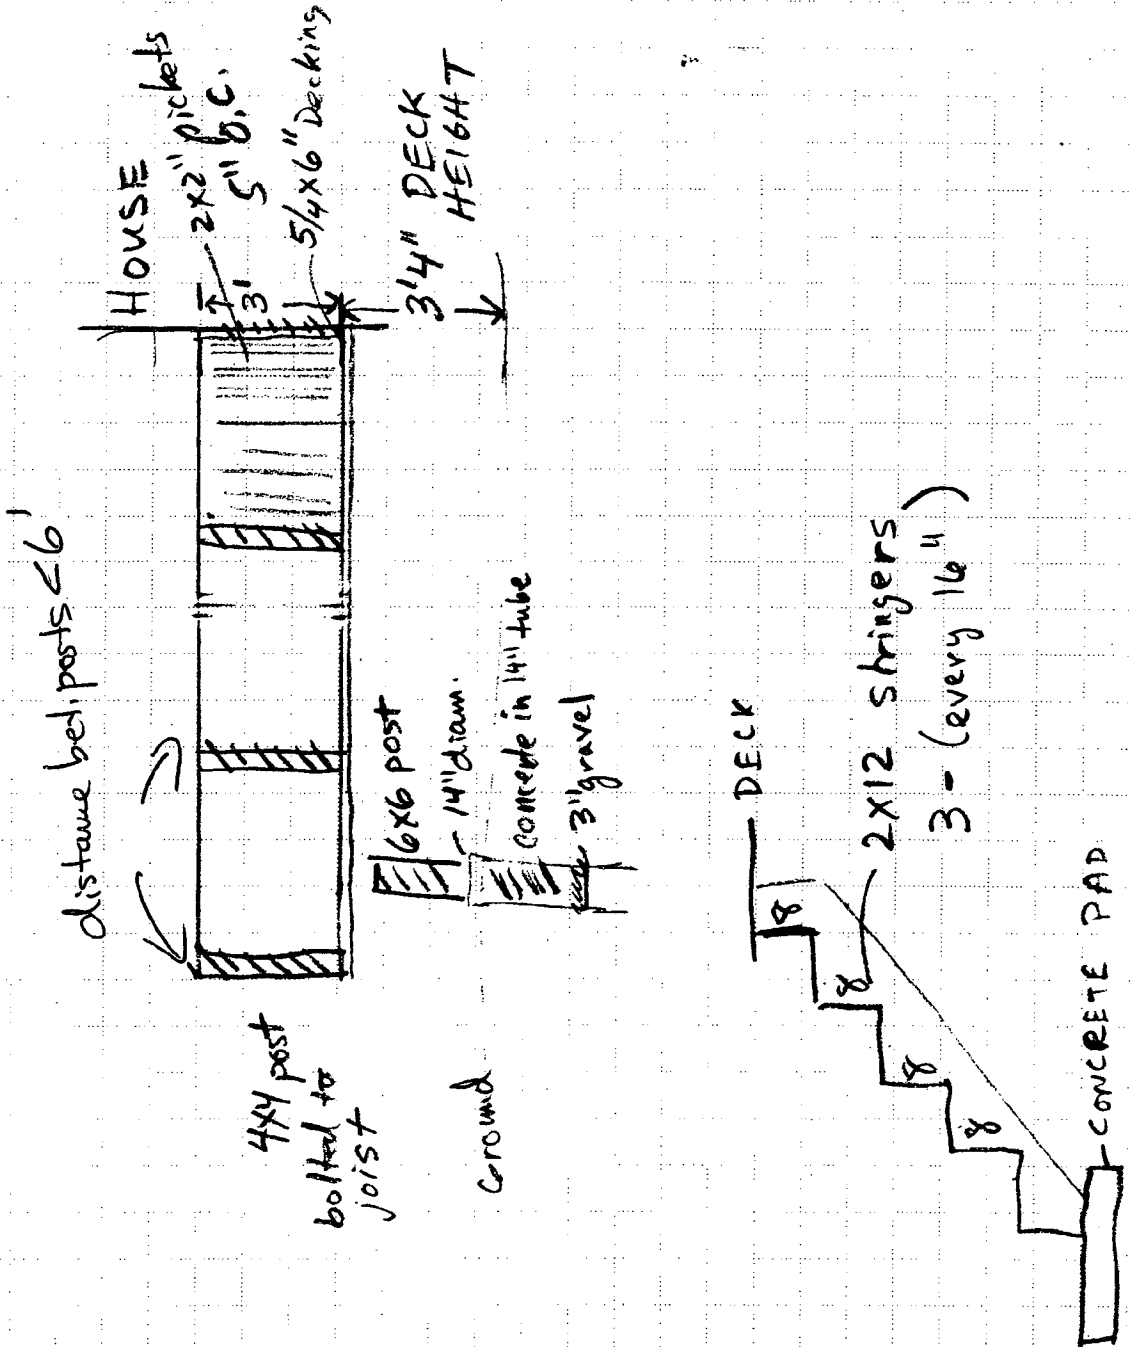 distance bet. posts < 6'
HOUSE
2x2" pickets
5" O.C.
3'
5/4x6" Decking
3'4" DECK
HEIGHT
4x4 post
bolted to
joist
6x6 post
14" diam.
concrete in 14" tube
3" gravel
Ground
DECK
8
8
8
8
2x12 stringers
3 - (every 16")
CONCRETE PAD